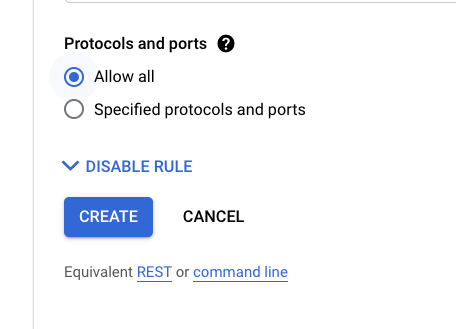 Protocols and ports
Allow all
Specified protocols and ports
DISABLE RULE
CREATE CANCEL
Equivalent REST or command line